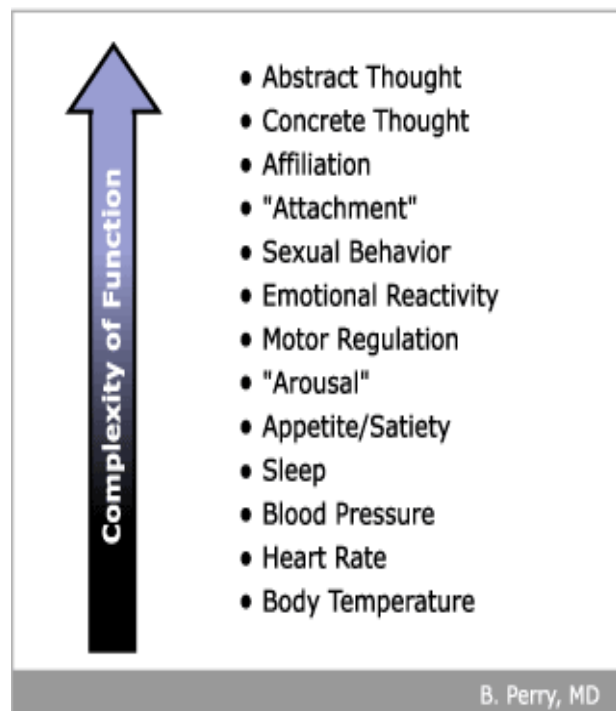 Complexity of Function
• Abstract Thought
• Concrete Thought
• Affiliation
• "Attachment"
• Sexual Behavior
• Emotional Reactivity
• Motor Regulation
• "Arousal"
• Appetite/Satiety
• Sleep
• Blood Pressure
• Heart Rate
• Body Temperature
B. Perry, MD